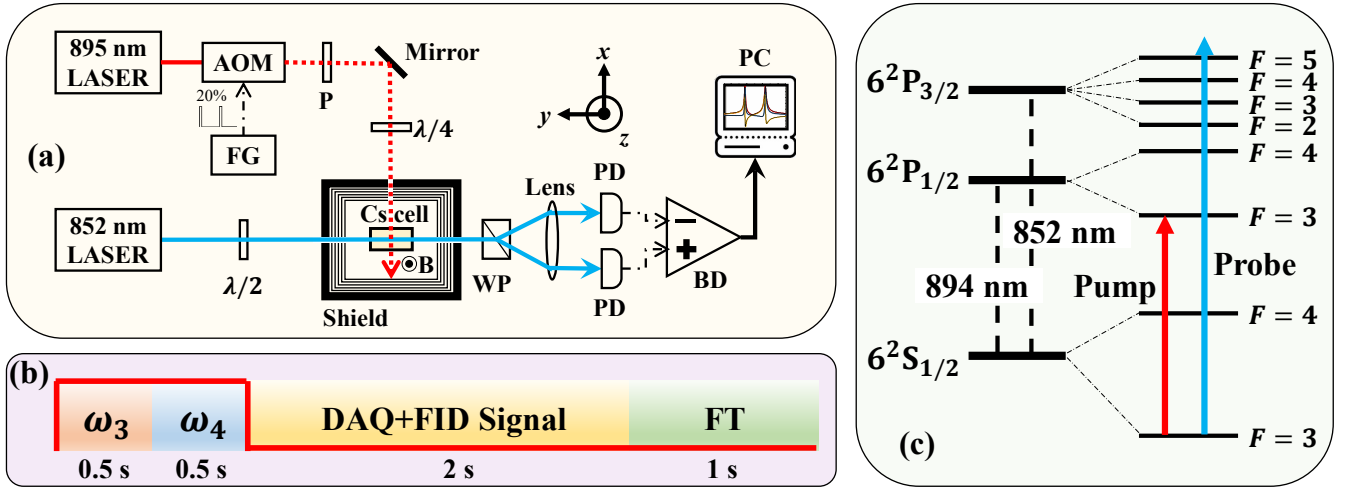 895 nm
LASER
AOM
P
Mirror
20%
FG
λ/4
x
y
z
PC
(a)
852 nm
LASER
λ/2
Cs cell
B
Shield
WP
Lens
PD
PD
−
+
BD
(b)
ω₃
ω₄
DAQ+FID Signal
FT
0.5 s
0.5 s
2 s
1 s
6²P₃/₂
F = 5
F = 4
F = 3
F = 2
6²P₁/₂
F = 4
F = 3
852 nm
894 nm
Pump
Probe
6²S₁/₂
F = 4
F = 3
(c)